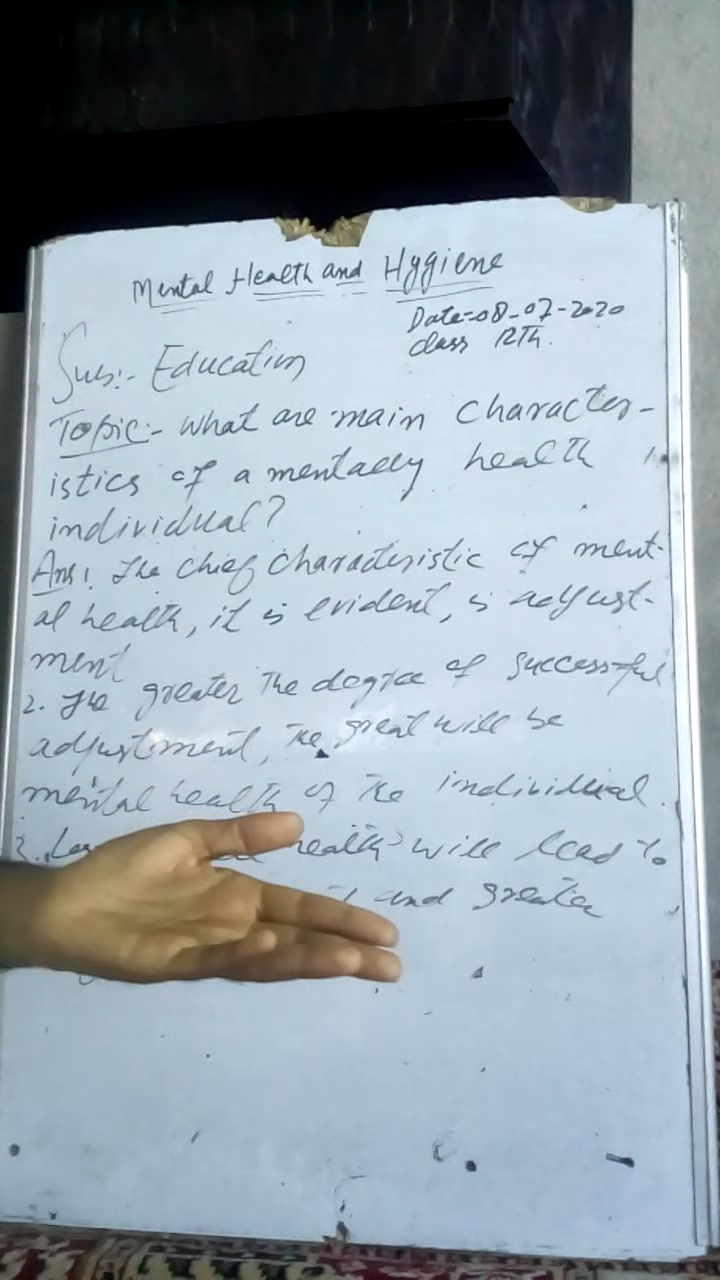 Mental Health and Hygiene
Date:-08-07-2020
class 12Th.
Sub:- Education
Topic:- What are main character-
istics of a mentally health
individual?
Ans! The chief characteristic of ment-
al health, it is evident, is adjust-
ment
2. The greater The degree of successful
adjustment, The great will be
mental health of The individual.
3. health will lead To
and greater